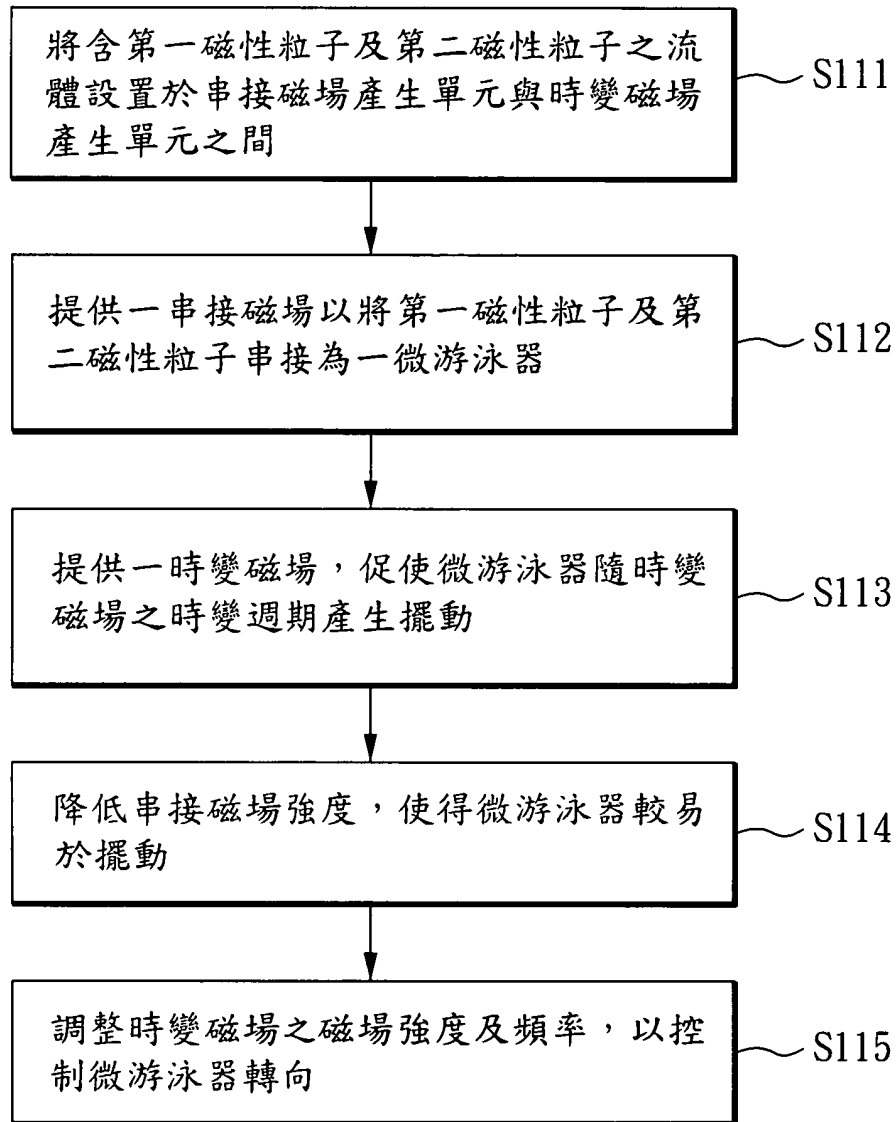 將含第一磁性粒子及第二磁性粒子之流
體設置於串接磁場產生單元與時變磁場
產生單元之間
S111
提供一串接磁場以將第一磁性粒子及第
二磁性粒子串接為一微游泳器
S112
提供一時變磁場，促使微游泳器隨時變
磁場之時變週期產生擺動
S113
降低串接磁場強度，使得微游泳器較易
於擺動
S114
調整時變磁場之磁場強度及頻率，以控
制微游泳器轉向
S115